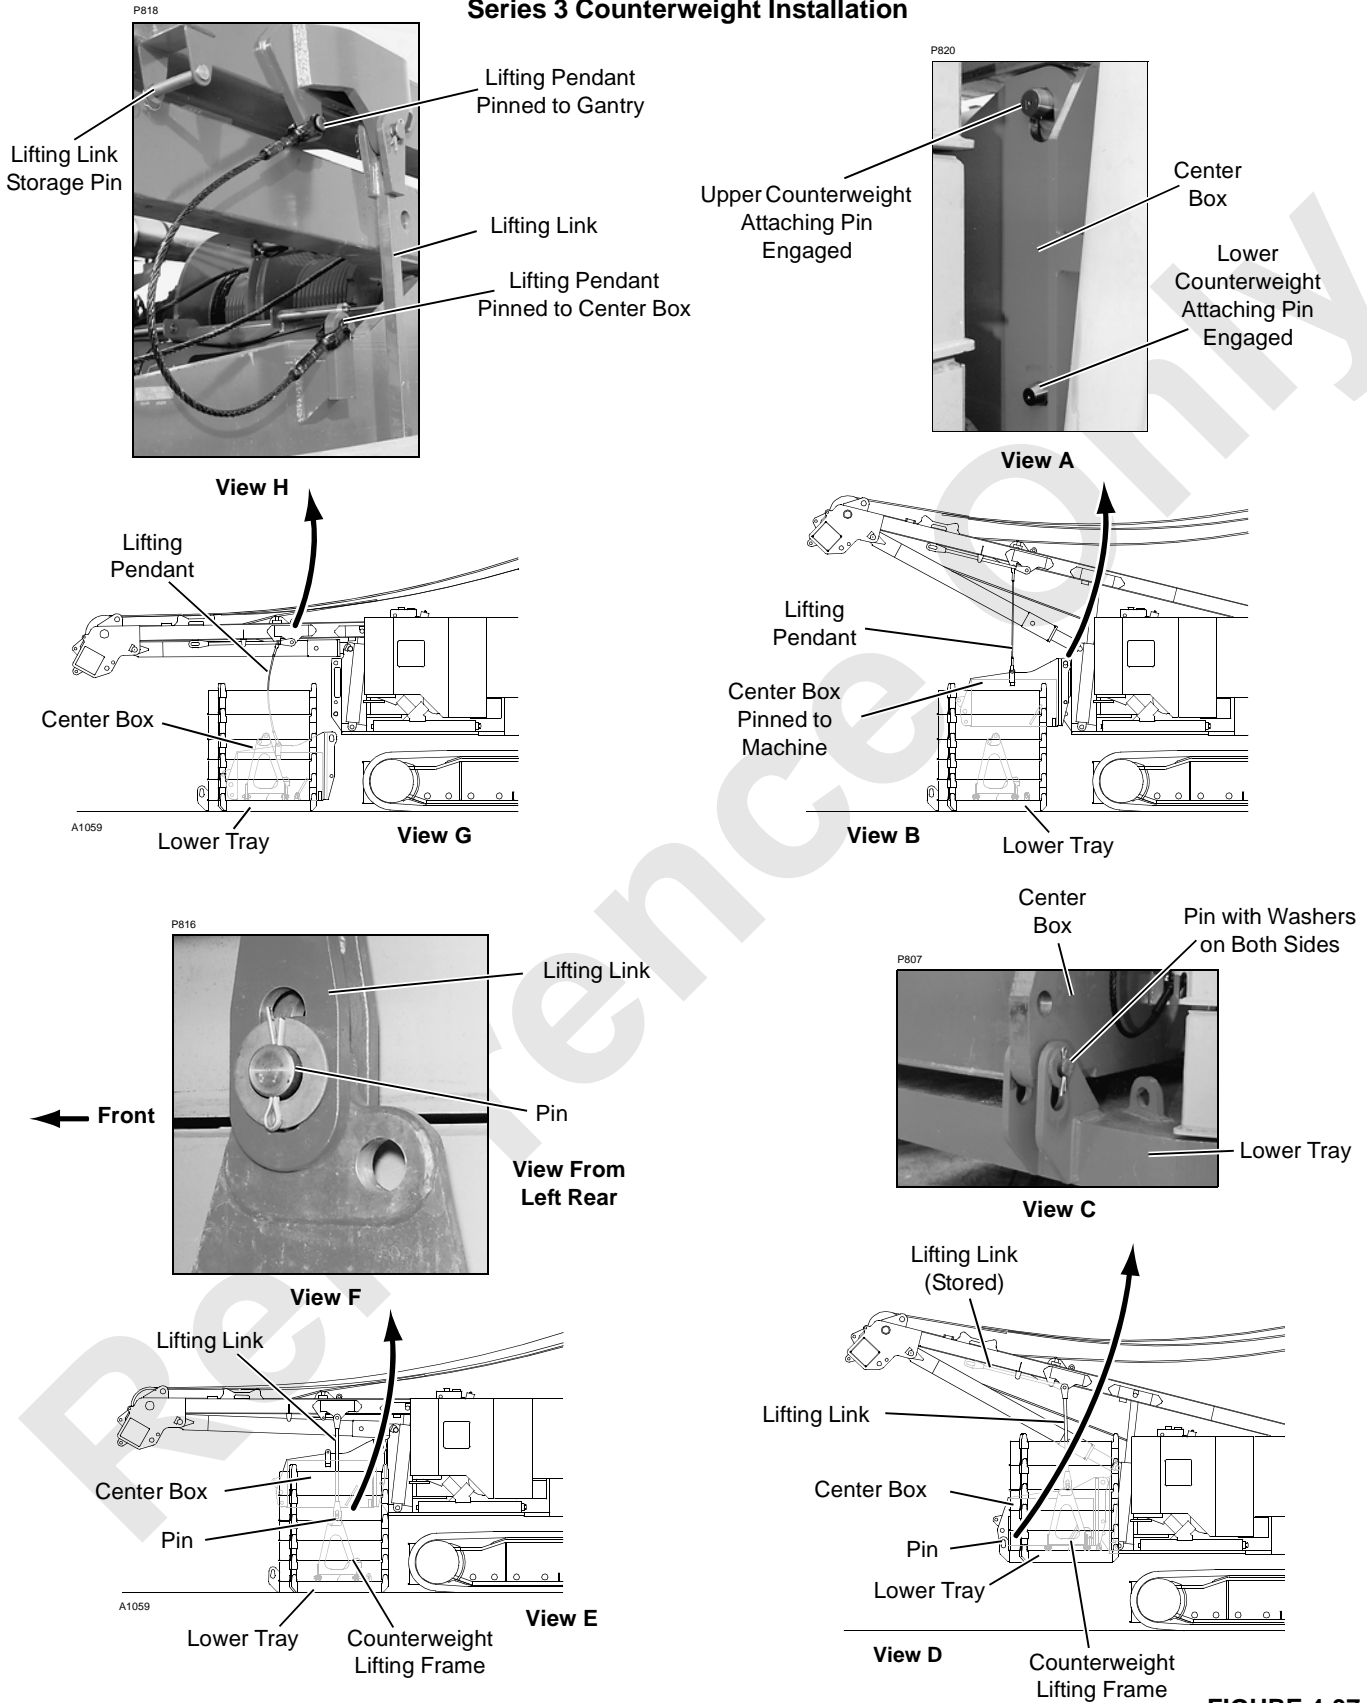 Series 3 Counterweight Installation
P818
Lifting Pendant
Pinned to Gantry
Lifting Link
Storage Pin
Lifting Link
Lifting Pendant
Pinned to Center Box
View H
P820
Upper Counterweight
Attaching Pin
Engaged
Center
Box
Lower
Counterweight
Attaching Pin
Engaged
View A
Lifting
Pendant
Center Box
A1059
Lower Tray
View G
Lifting
Pendant
Center Box
Pinned to
Machine
View B
Lower Tray
P816
Lifting Link
Front
Pin
View From
Left Rear
View F
Center
Box
Pin with Washers
on Both Sides
P807
Lower Tray
View C
Lifting Link
Center Box
Pin
A1059
Lower Tray
Counterweight
Lifting Frame
View E
Lifting Link
(Stored)
Lifting Link
Center Box
Pin
Lower Tray
View D
Counterweight
Lifting Frame
Reference Only